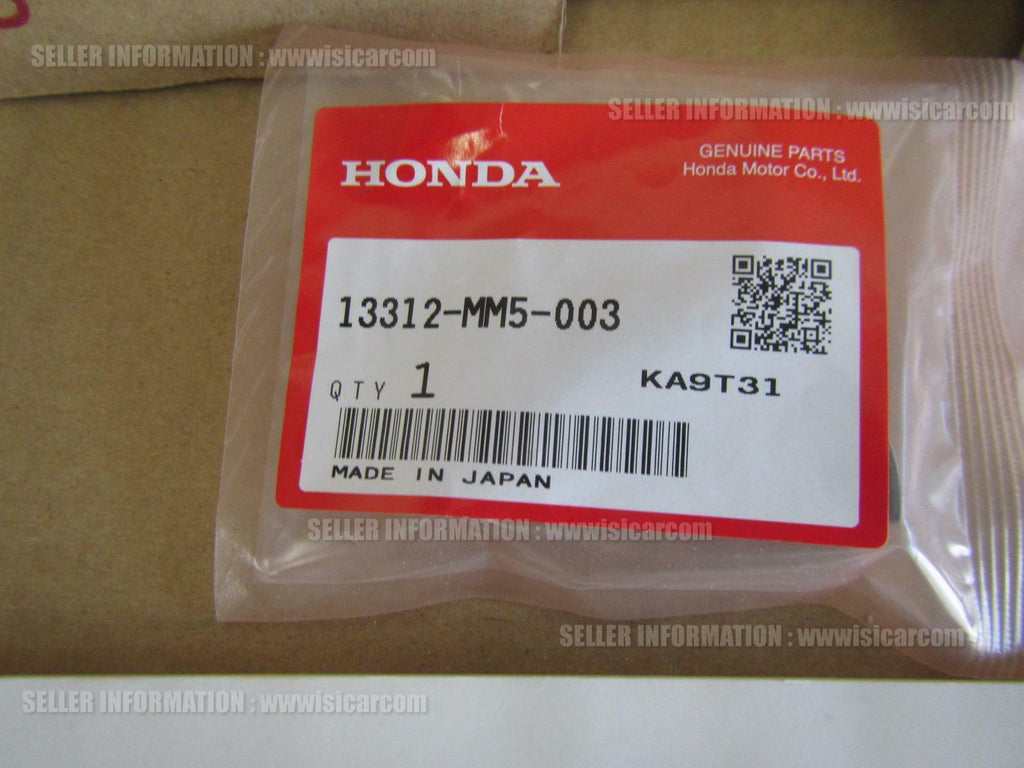 SELLER INFORMATION : wwwisicarcom
SELLER INFORMATION : wwwisicarcom
HONDA
GENUINE PARTS
Honda Motor Co., Ltd.
13312-MM5-003
QTY 1
KA9T31
MADE IN JAPAN
SELLER INFORMATION : wwwisicarcom
SELLER INFORMATION : wwwisicarcom
SELLER INFORMATION : wwwisicarcom